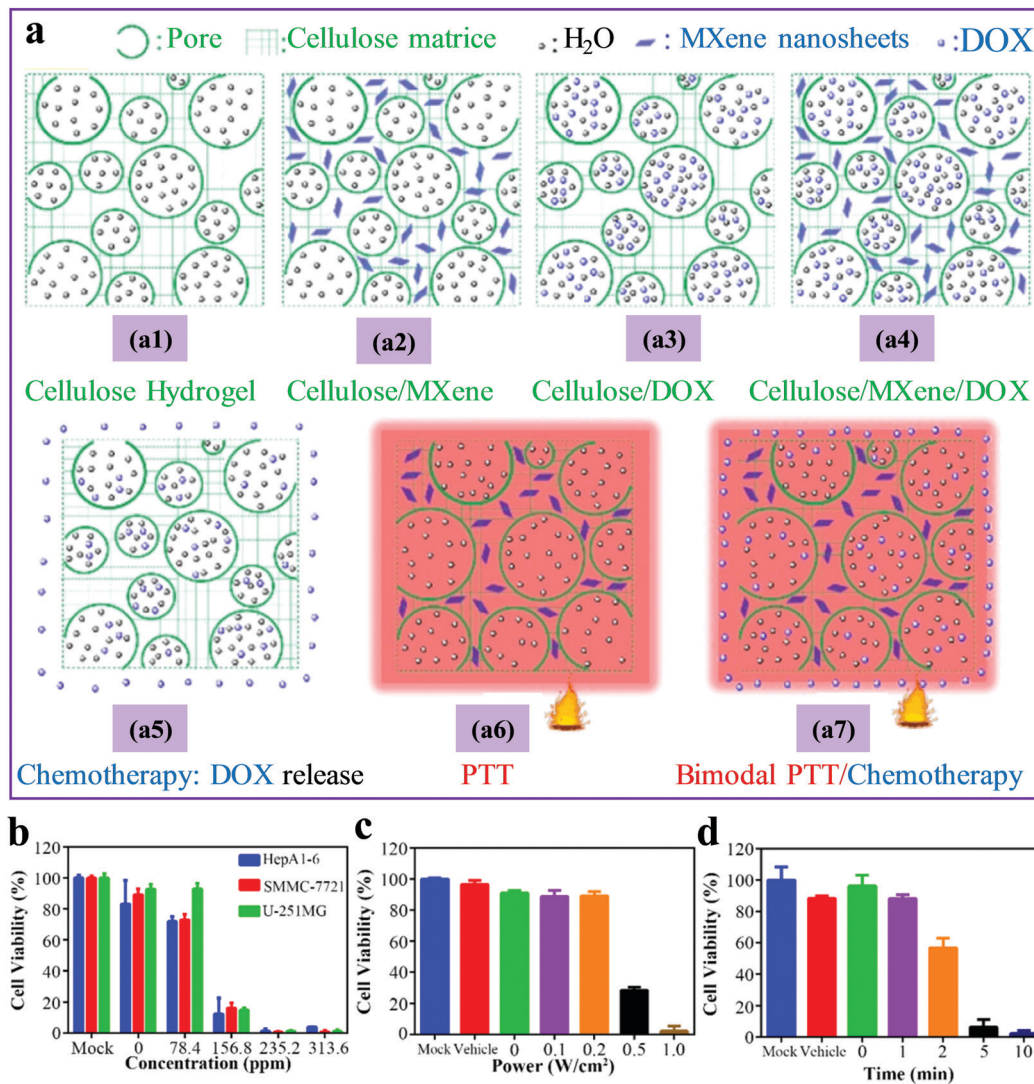 a
: Pore : Cellulose matrice : H₂O : MXene nanosheets : DOX
(a1) (a2) (a3) (a4)
Cellulose Hydrogel Cellulose/MXene Cellulose/DOX Cellulose/MXene/DOX
(a5) (a6) (a7)
Chemotherapy: DOX release PTT Bimodal PTT/Chemotherapy
b
Cell Viability (%)
120
100
80
60
40
20
0
HepA1-6
SMMC-7721
U-251MG
Mock 0 78.4 156.8 235.2 313.6
Concentration (ppm)
c
Cell Viability (%)
120
100
80
60
40
20
0
Mock Vehicle 0 0.1 0.2 0.5 1.0
Power (W/cm²)
d
Cell Viability (%)
120
100
80
60
40
20
0
Mock Vehicle 0 1 2 5 10
Time (min)